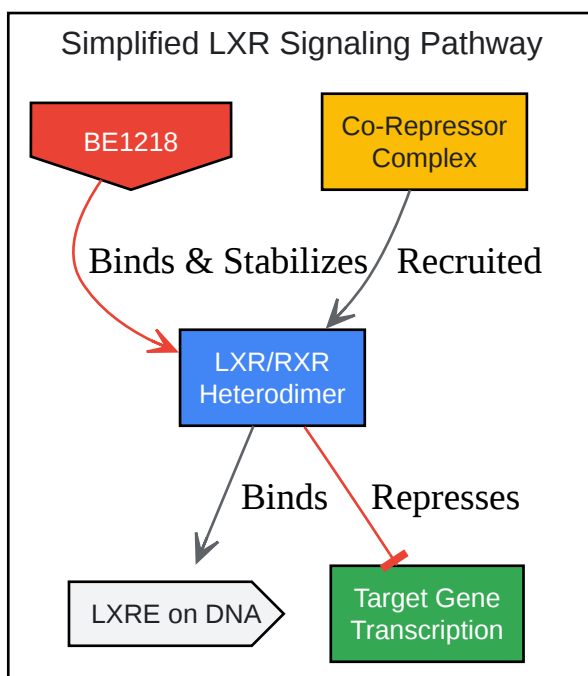 Simplified LXR Signaling Pathway
BE1218
Co-Repressor
Complex
Binds & Stabilizes
Recruited
LXR/RXR
Heterodimer
Binds
Represses
LXRE on DNA
Target Gene
Transcription